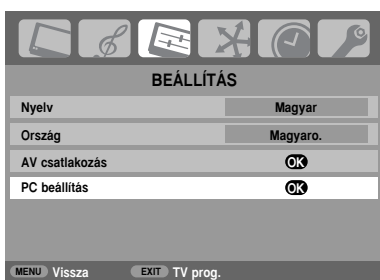 BEÁLLÍTÁS
Nyelv Magyar
Ország Magyaro.
AV csatlakozás OK
PC beállítás OK
MENU Vissza EXIT TV prog.